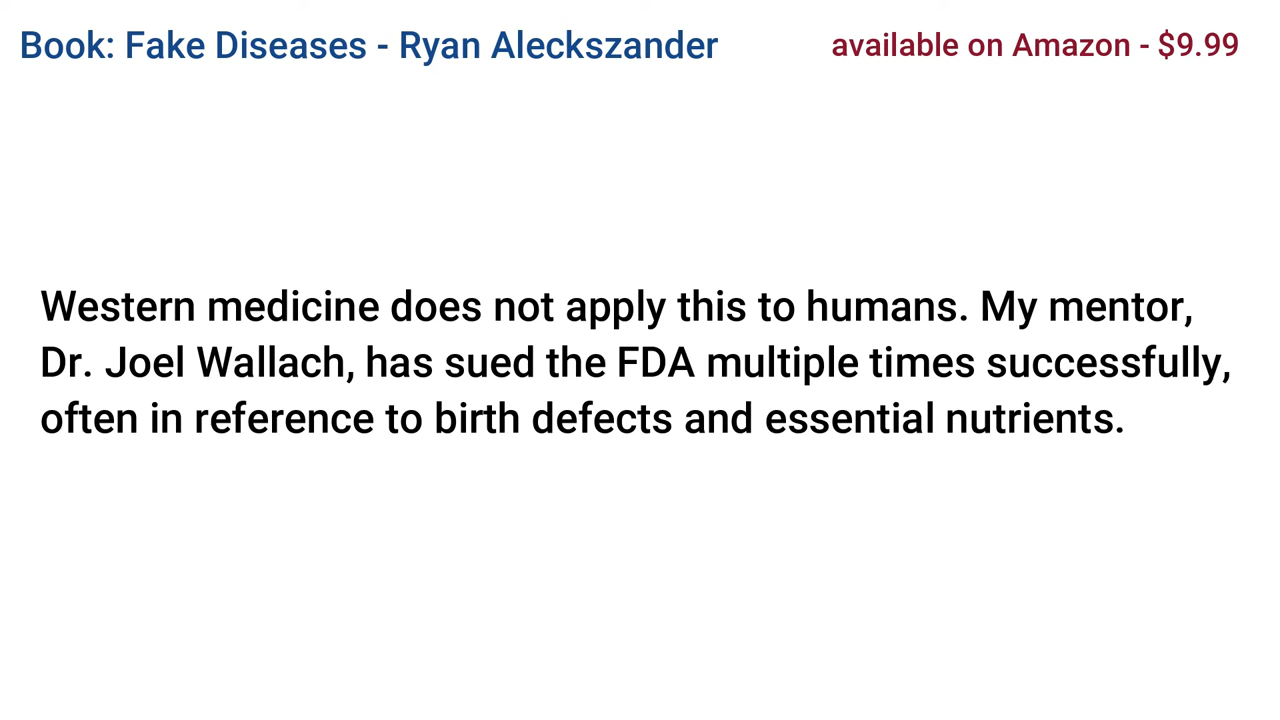 Book: Fake Diseases - Ryan Aleckszander
available on Amazon - $9.99
Western medicine does not apply this to humans. My mentor,
Dr. Joel Wallach, has sued the FDA multiple times successfully,
often in reference to birth defects and essential nutrients.